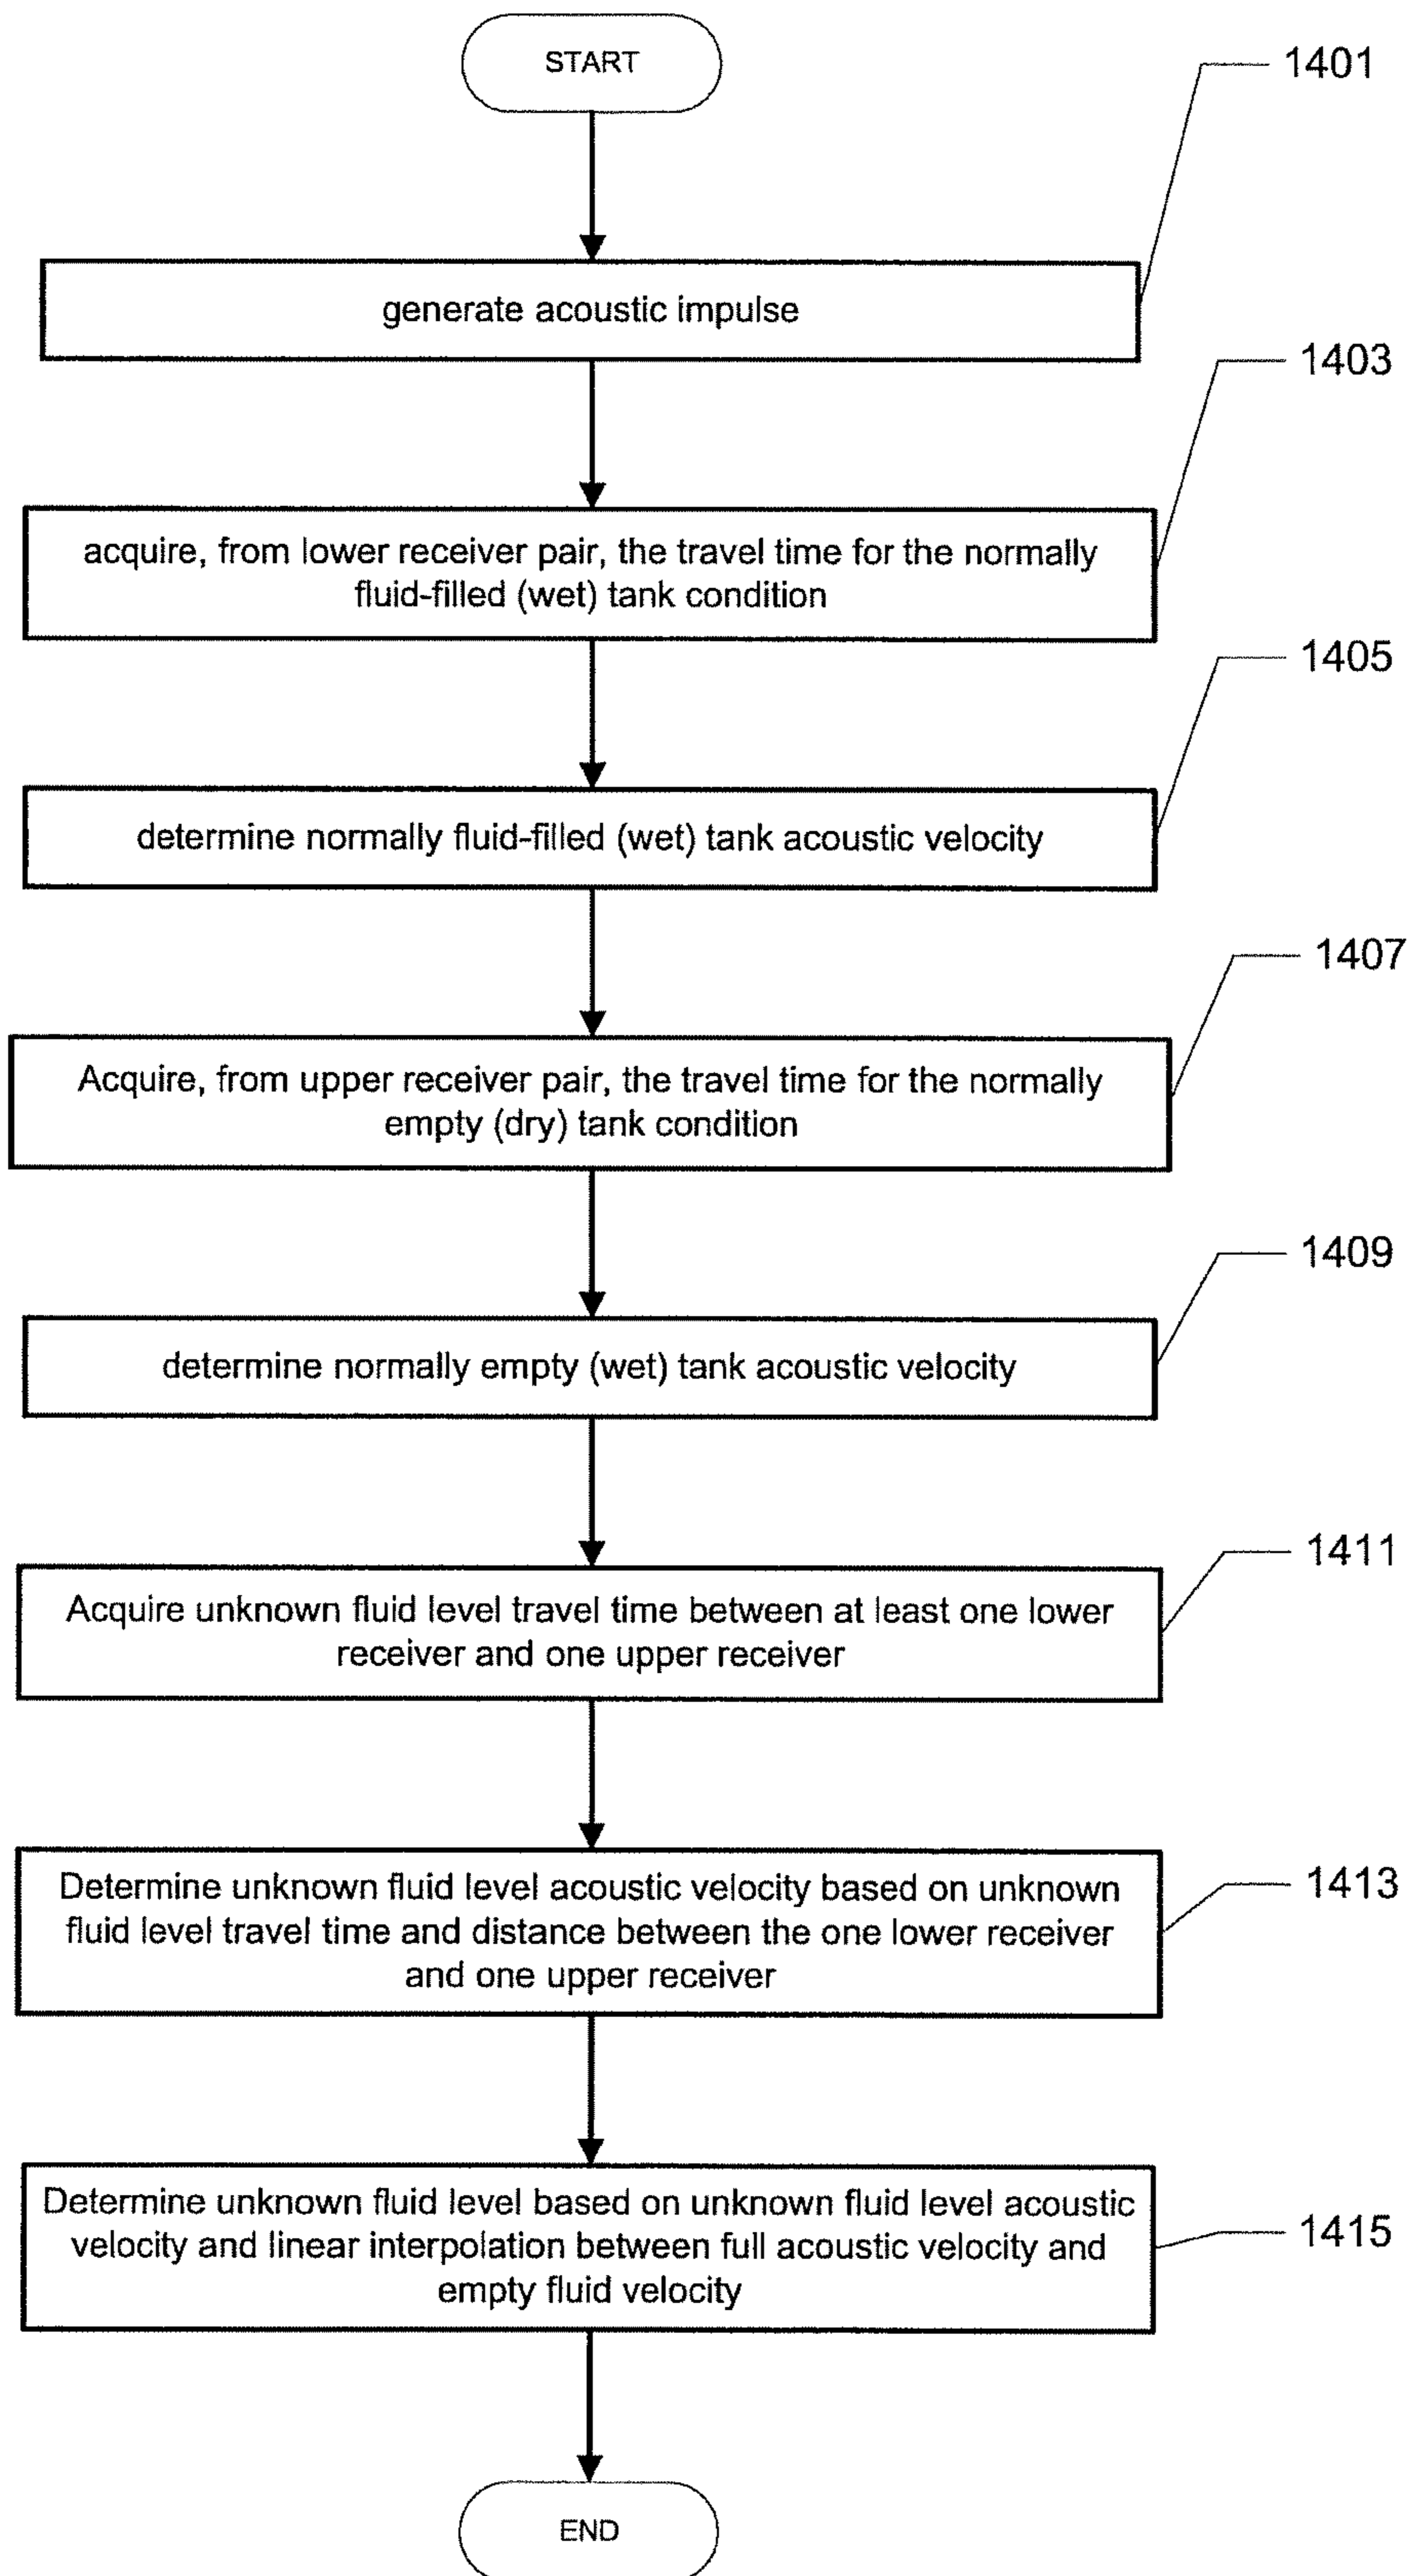 START
1401
generate acoustic impulse
1403
acquire, from lower receiver pair, the travel time for the normally
fluid-filled (wet) tank condition
1405
determine normally fluid-filled (wet) tank acoustic velocity
1407
Acquire, from upper receiver pair, the travel time for the normally
empty (dry) tank condition
1409
determine normally empty (wet) tank acoustic velocity
1411
Acquire unknown fluid level travel time between at least one lower
receiver and one upper receiver
1413
Determine unknown fluid level acoustic velocity based on unknown
fluid level travel time and distance between the one lower receiver
and one upper receiver
1415
Determine unknown fluid level based on unknown fluid level acoustic
velocity and linear interpolation between full acoustic velocity and
empty fluid velocity
END